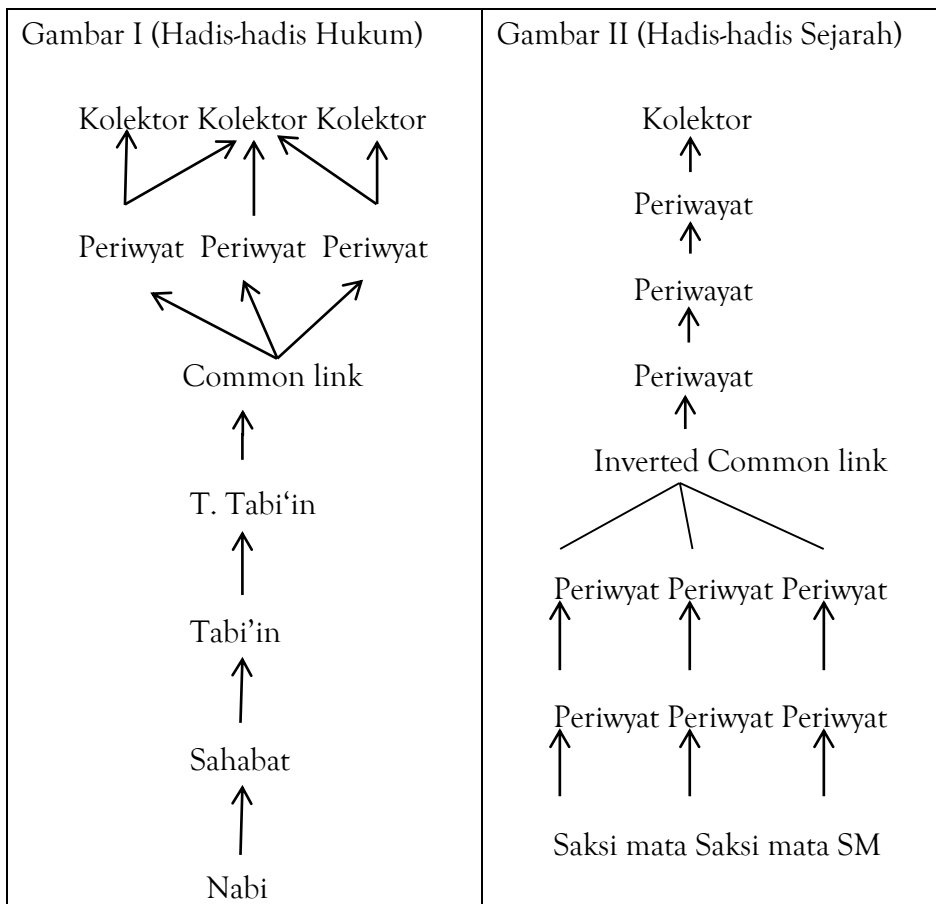 Gambar I (Hadis-hadis Hukum)
Kolektor Kolektor Kolektor
Periwyat Periwyat Periwyat
Common link
T. Tabi‘in
Tabi’in
Sahabat
Nabi
Gambar II (Hadis-hadis Sejarah)
Kolektor
Periwayat
Periwayat
Periwayat
Inverted Common link
Periwyat Periwyat Periwyat
Periwyat Periwyat Periwyat
Saksi mata Saksi mata SM